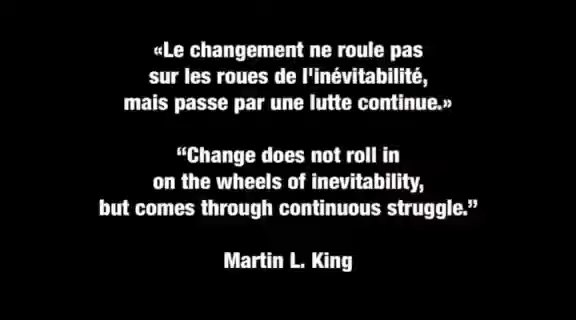 «Le changement ne roule pas
sur les roues de l'inévitabilité,
mais passe par une lutte continue.»
“Change does not roll in
on the wheels of inevitability,
but comes through continuous struggle.”
Martin L. King